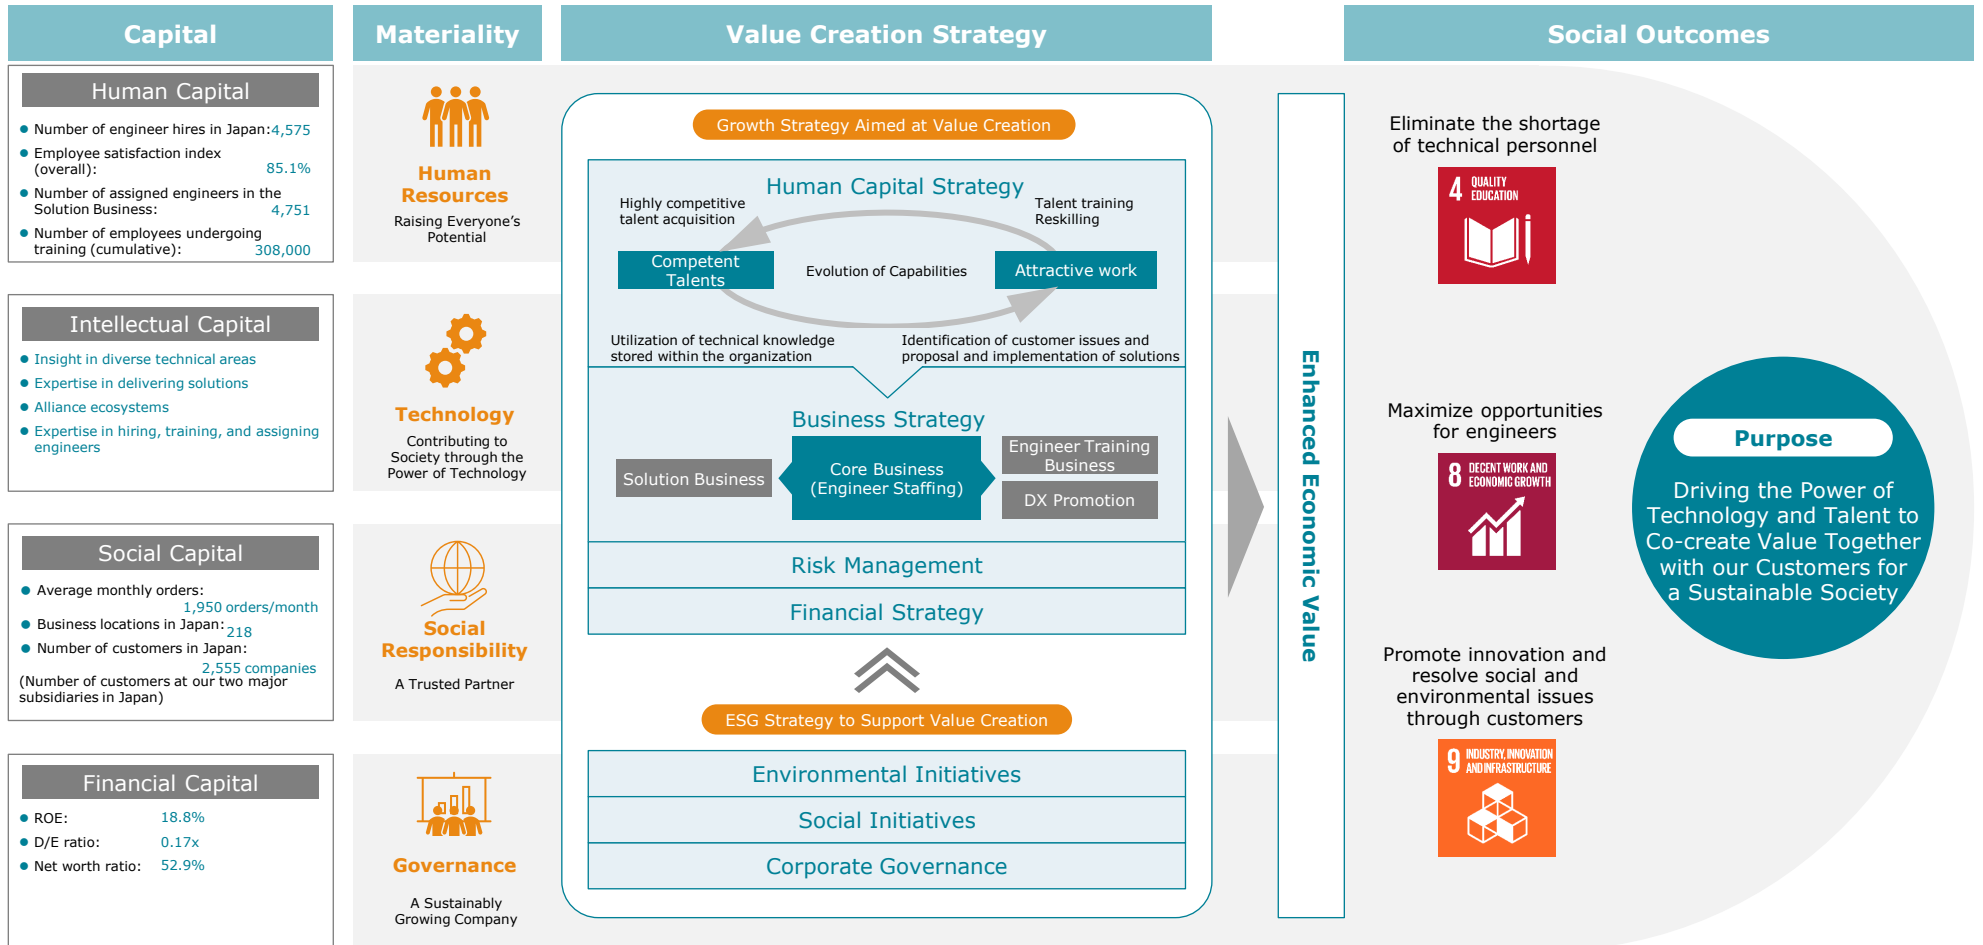 Capital
Materiality
Value Creation Strategy
Social Outcomes
Human Capital
Number of engineer hires in Japan: 4,575
Employee satisfaction index
(overall): 85.1%
Number of assigned engineers in the
Solution Business: 4,751
Number of employees undergoing
training (cumulative): 308,000
Intellectual Capital
Insight in diverse technical areas
Expertise in delivering solutions
Alliance ecosystems
Expertise in hiring, training, and assigning
engineers
Social Capital
Average monthly orders:
1,950 orders/month
Business locations in Japan: 218
Number of customers in Japan:
2,555 companies
(Number of customers at our two major
subsidiaries in Japan)
Financial Capital
ROE: 18.8%
D/E ratio: 0.17x
Net worth ratio: 52.9%
Human
Resources
Raising Everyone's
Potential
Technology
Contributing to
Society through the
Power of Technology
Social
Responsibility
A Trusted Partner
Governance
A Sustainably
Growing Company
Growth Strategy Aimed at Value Creation
Human Capital Strategy
Highly competitive
talent acquisition
Talent training
Reskilling
Competent
Talents
Evolution of Capabilities
Attractive work
Utilization of technical knowledge
stored within the organization
Identification of customer issues and
proposal and implementation of solutions
Business Strategy
Solution Business
Core Business
(Engineer Staffing)
Engineer Training
Business
DX Promotion
Risk Management
Financial Strategy
ESG Strategy to Support Value Creation
Environmental Initiatives
Social Initiatives
Corporate Governance
Enhanced Economic Value
Eliminate the shortage
of technical personnel
4 QUALITY
EDUCATION
Maximize opportunities
for engineers
8 DECENT WORK AND
ECONOMIC GROWTH
Promote innovation and
resolve social and
environmental issues
through customers
9 INDUSTRY, INNOVATION
AND INFRASTRUCTURE
Purpose
Driving the Power of
Technology and Talent to
Co-create Value Together
with our Customers for
a Sustainable Society